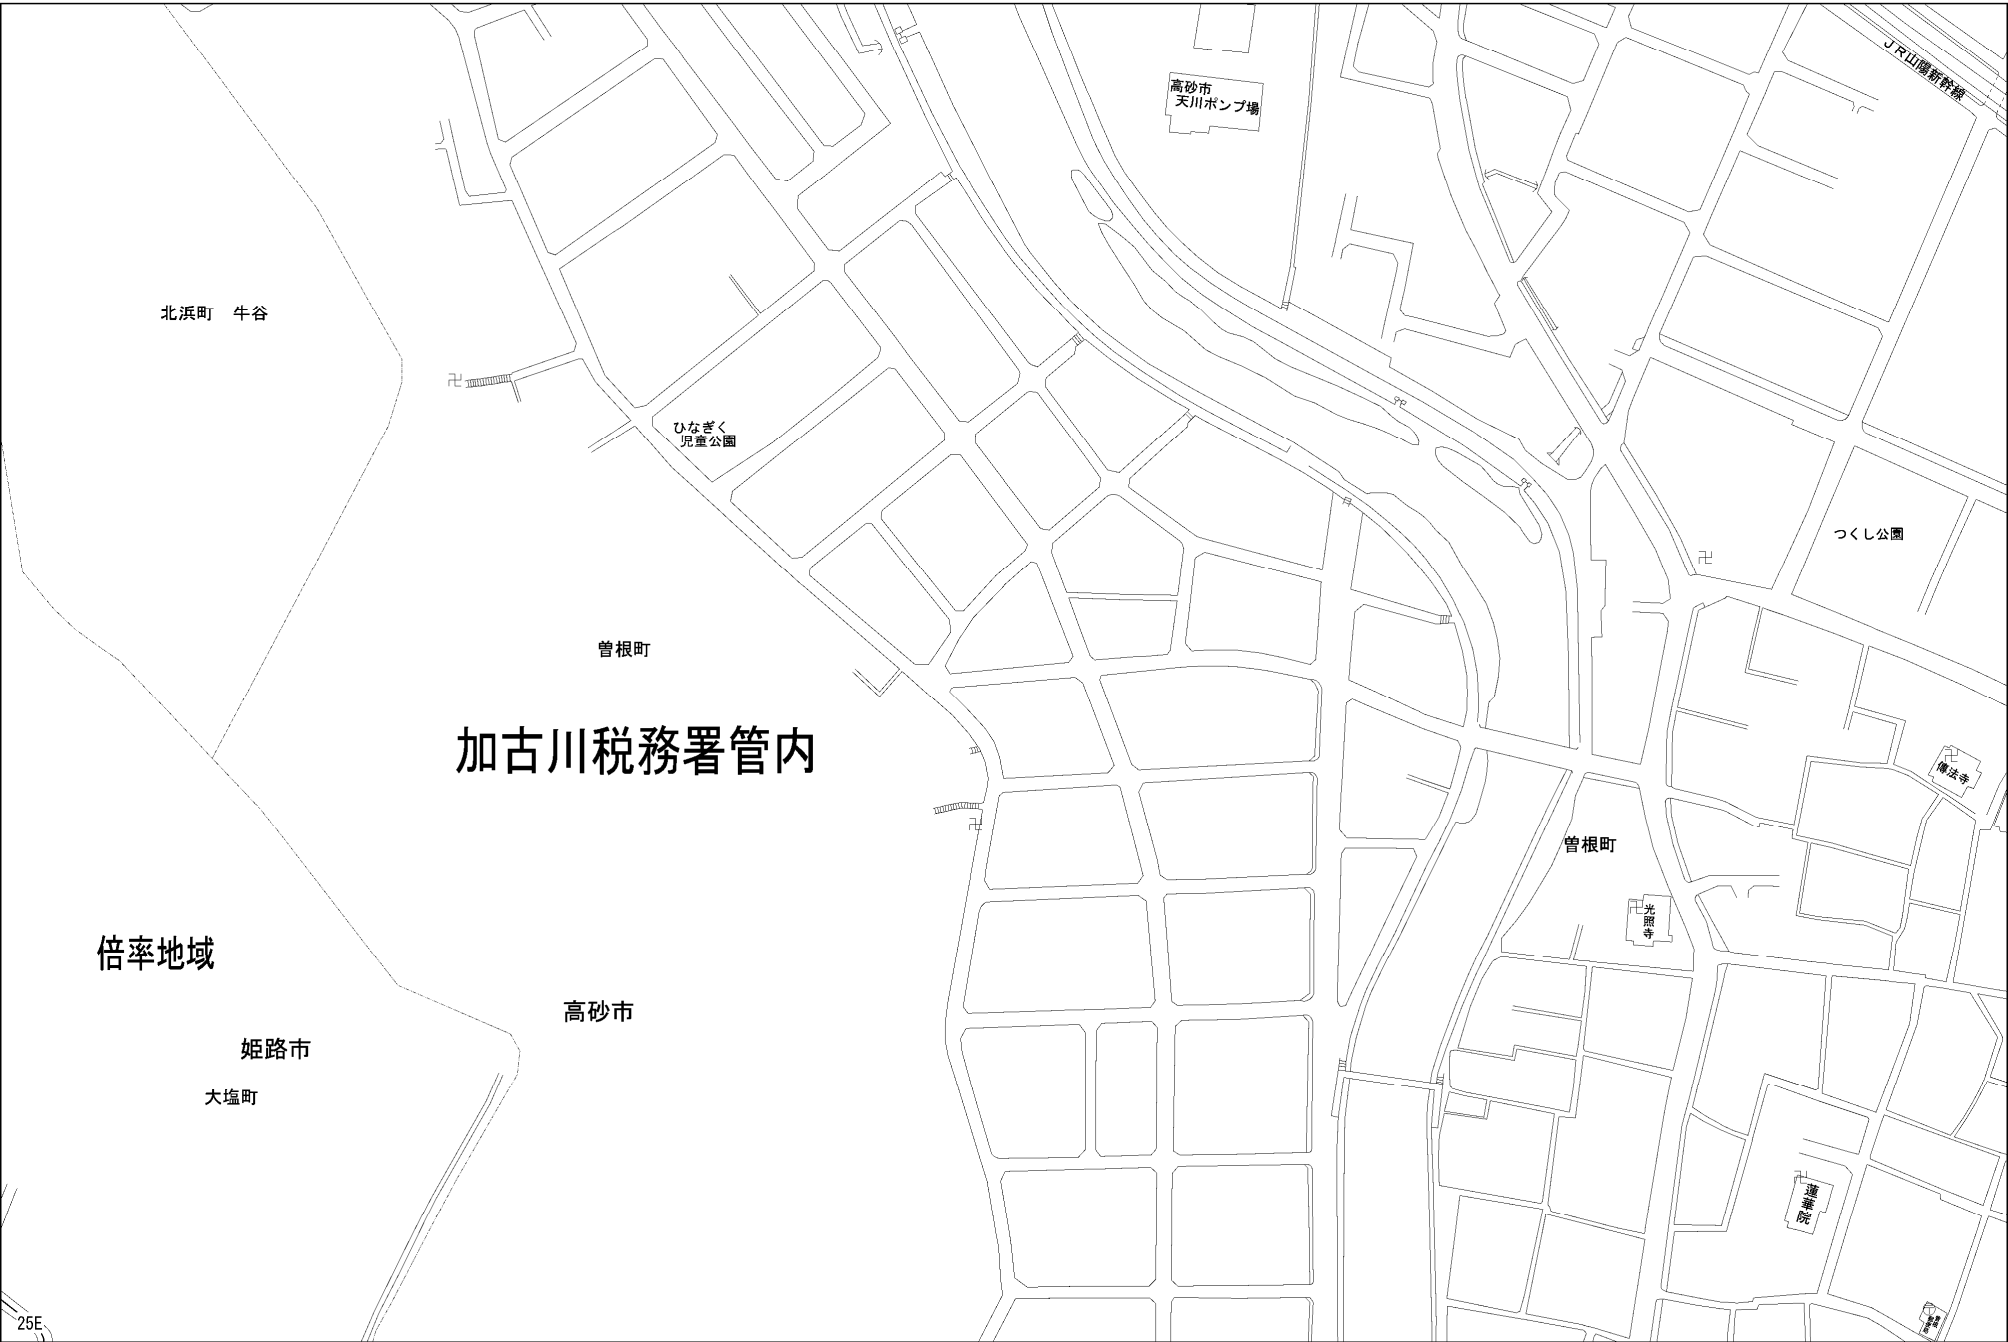 JR山陽新幹線
高砂市
天川ポンプ場
北浜町　牛谷
ひなぎく
児童公園
つくし公園
曽根町
加古川税務署管内
傳法寺
曽根町
光照寺
倍率地域
高砂市
姫路市
大塩町
蓮華院
25E